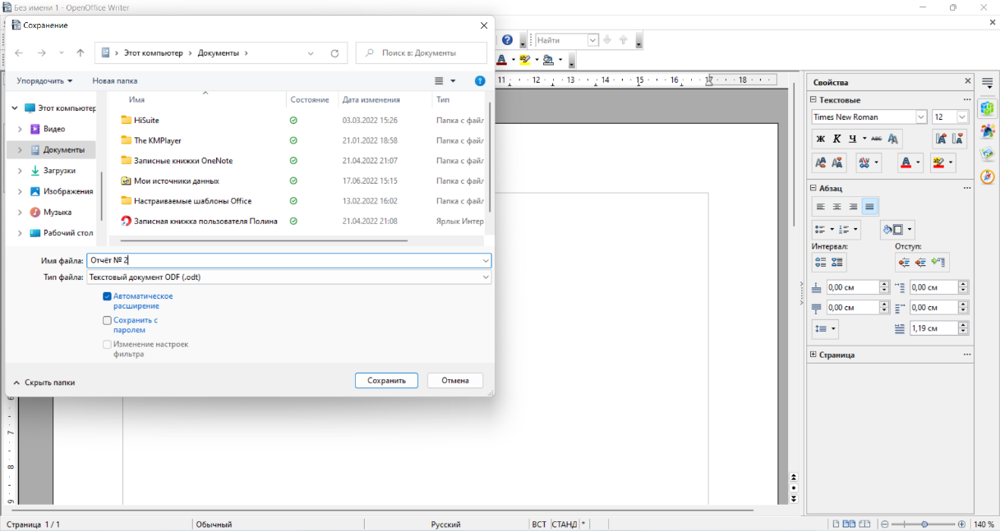 Без имени 1 - OpenOffice Writer
Сохранение
Этот компьютер › Документы ›
Поиск в: Документы
Найти
Упорядочить
Новая папка
11 12 13 14 15 16 17 18
Имя
Состояние
Дата изменения
Тип
Этот компьютер
Видео
Документы
Загрузки
Изображения
Музыка
Рабочий стол
HiSuite 03.03.2022 15:26 Папка с файл
The KMPlayer 21.01.2022 18:58 Папка с файл
Записные книжки OneNote 21.04.2022 21:07 Папка с файл
Мои источники данных 17.06.2022 15:15 Папка с файл
Настраиваемые шаблоны Office 13.02.2022 16:02 Папка с файл
Записная книжка пользователя Полина 21.04.2022 21:08 Ярлык Интер
Имя файла: Отчёт № 2
Тип файла: Текстовый документ ODF (.odt)
Автоматическое
расширение
Сохранить с
паролем
Изменение настроек
фильтра
Скрыть папки
Сохранить
Отмена
Свойства
Текстовые
Times New Roman
12
Ж К Ч ABC
Абзац
Интервал:
Отступ:
0,00 см 0,00 см
0,00 см 0,00 см
1,19 см
Страница
7
8
9
Страница 1 / 1
Обычный
Русский
ВСТ
СТАНД
*
140 %